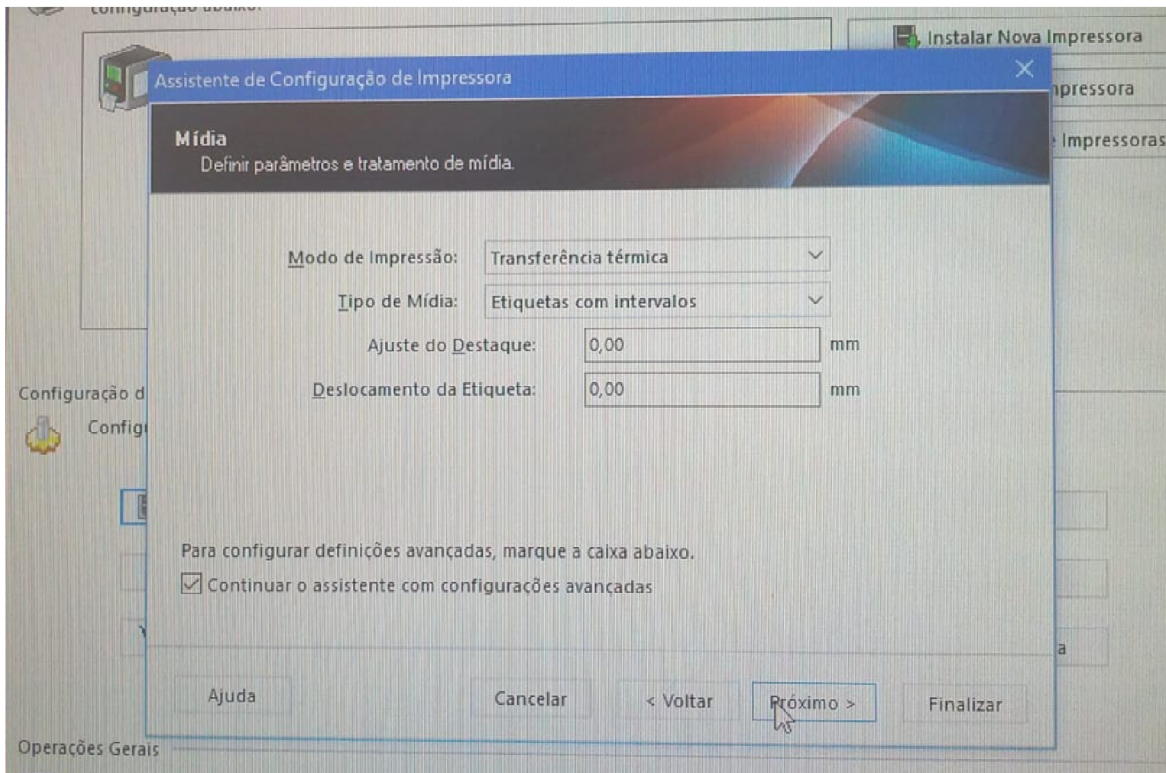 configuração abaixo.
Instalar Nova Impressora
Assistente de Configuração de Impressora
mpressora
Mídia
Impressoras
Definir parâmetros e tratamento de mídia.
Modo de Impressão: Transferência térmica
Tipo de Mídia: Etiquetas com intervalos
Ajuste do Destaque: 0,00 mm
Deslocamento da Etiqueta: 0,00 mm
Configuração d
Config
Para configurar definições avançadas, marque a caixa abaixo.
Continuar o assistente com configurações avançadas
a
Ajuda Cancelar < Voltar Próximo > Finalizar
Operações Gerais